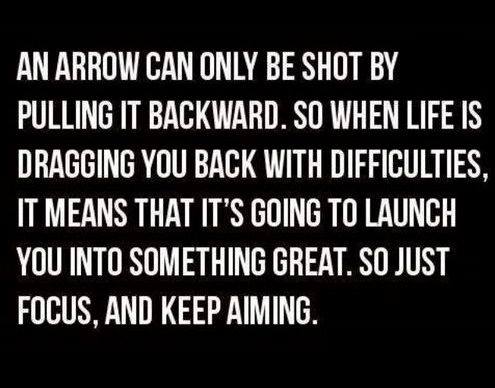 AN ARROW CAN ONLY BE SHOT BY
PULLING IT BACKWARD. SO WHEN LIFE IS
DRAGGING YOU BACK WITH DIFFICULTIES,
IT MEANS THAT IT'S GOING TO LAUNCH
YOU INTO SOMETHING GREAT. SO JUST
FOCUS, AND KEEP AIMING.